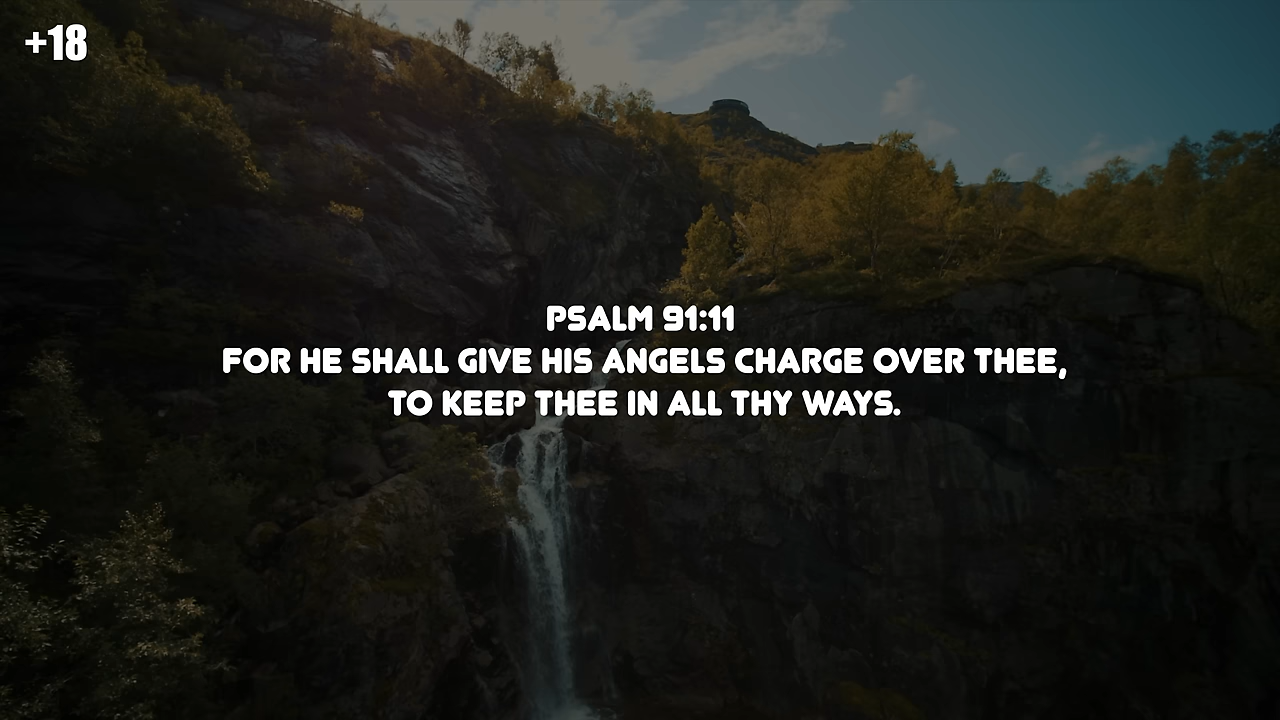 +18
PSALM 91:11
FOR HE SHALL GIVE HIS ANGELS CHARGE OVER THEE,
TO KEEP THEE IN ALL THY WAYS.